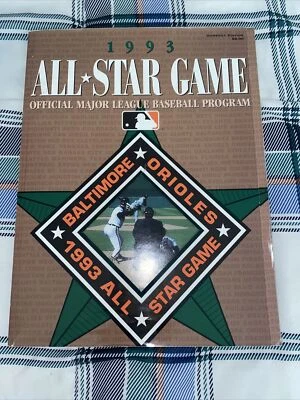 1993
ALL★STAR GAME
OFFICIAL MAJOR LEAGUE BASEBALL PROGRAM
BALTIMORE ★ ORIOLES
1993 ALL ★ STAR GAME